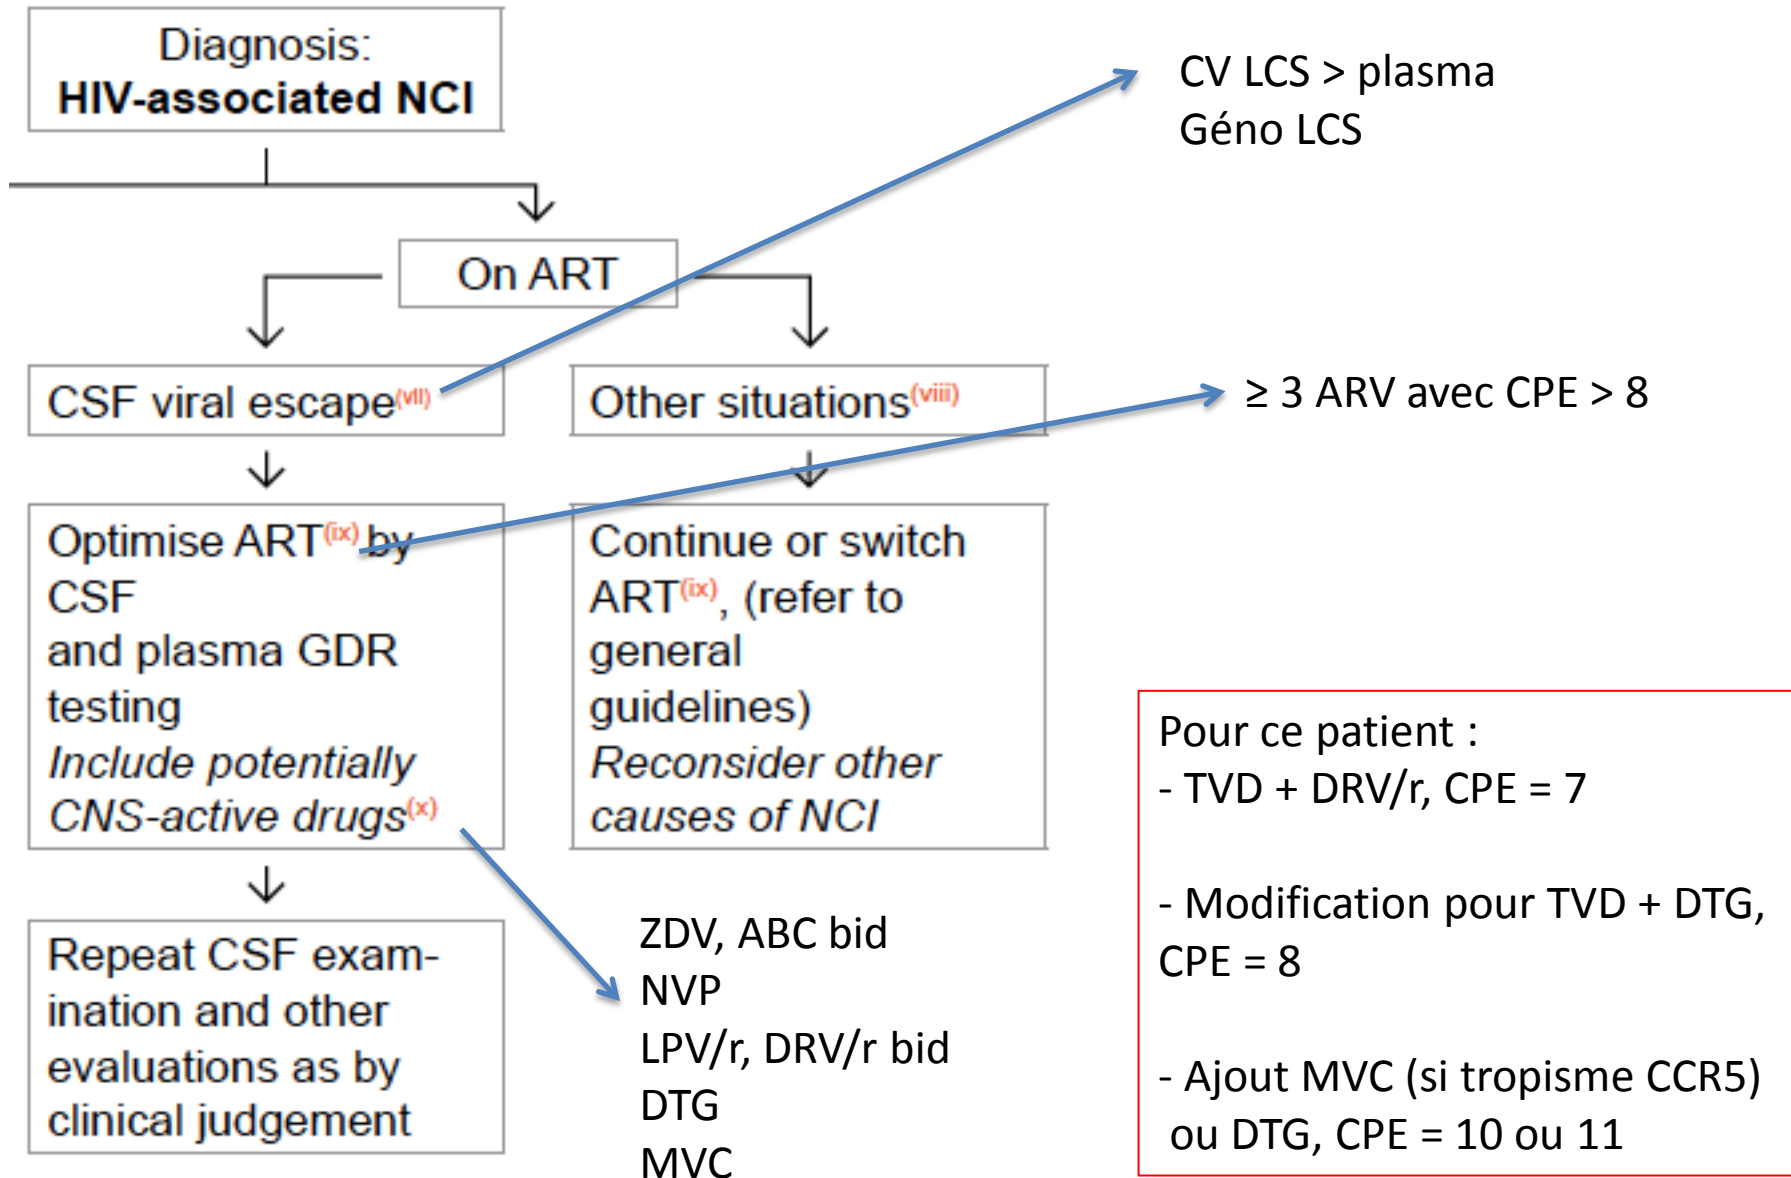 Diagnosis:
HIV-associated NCI
On ART
CSF viral escape(vII)
Optimise ART(ix) by
CSF
and plasma GDR
testing
Include potentially
CNS-active drugs(x)
Repeat CSF exam-
ination and other
evaluations as by
clinical judgement
Other situations(viii)
Continue or switch
ART(ix), (refer to
general
guidelines)
Reconsider other
causes of NCI
CV LCS > plasma
Géno LCS
≥ 3 ARV avec CPE > 8
ZDV, ABC bid
NVP
LPV/r, DRV/r bid
DTG
MVC
Pour ce patient :
- TVD + DRV/r, CPE = 7
- Modification pour TVD + DTG,
CPE = 8
- Ajout MVC (si tropisme CCR5)
ou DTG, CPE = 10 ou 11